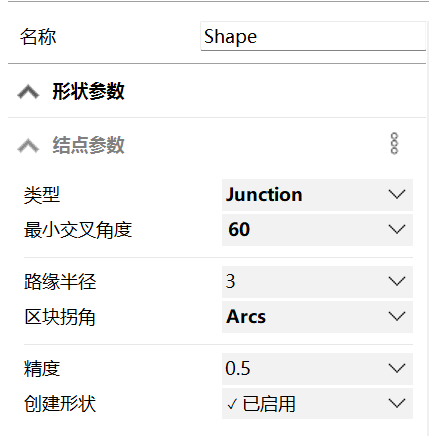 名称 Shape
形状参数
结点参数
类型 Junction
最小交叉角度 60
路缘半径 3
区块拐角 Arcs
精度 0.5
创建形状 ✓已启用